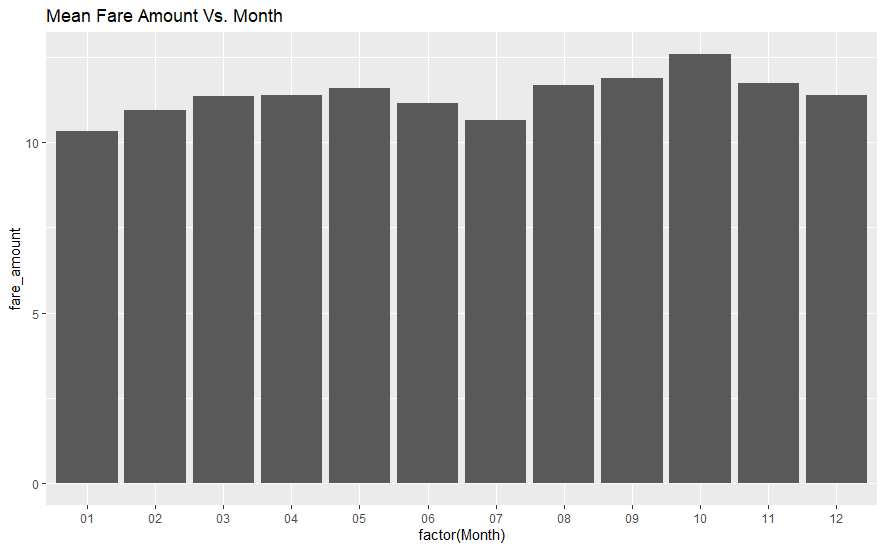 Mean Fare Amount Vs. Month
fare_amount
10
5
0
01 02 03 04 05 06 07 08 09 10 11 12
factor(Month)